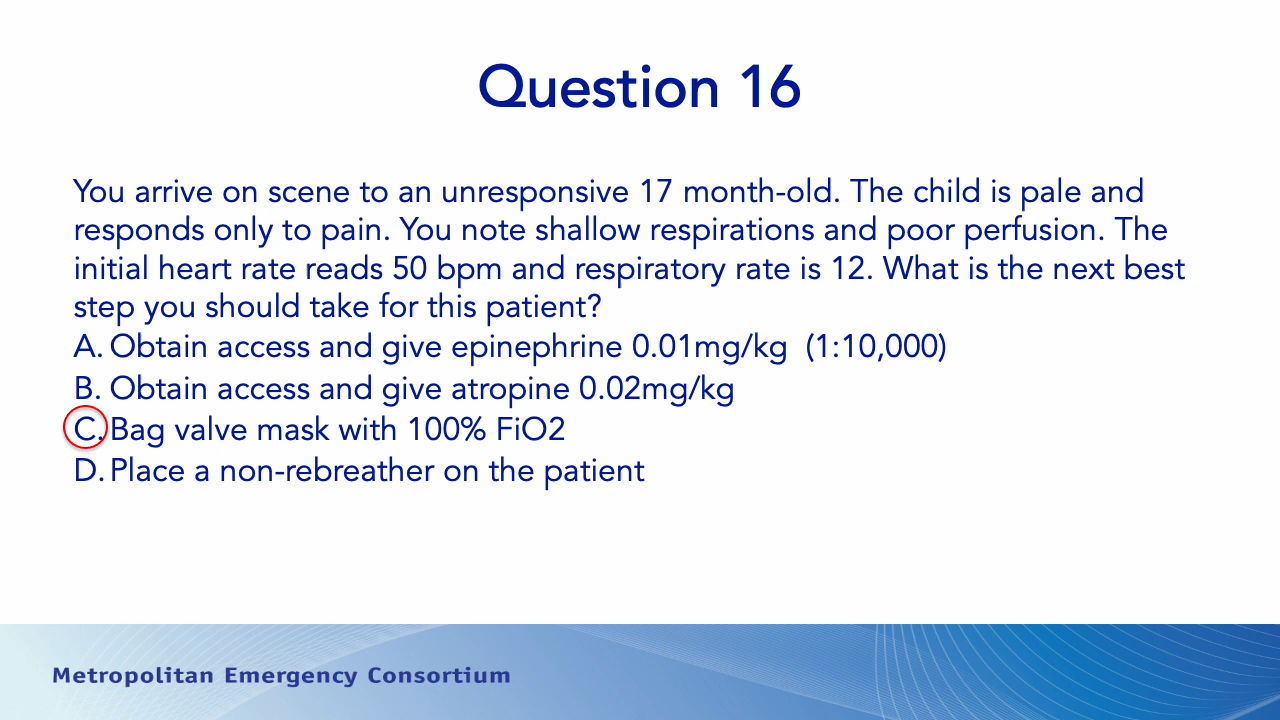 Question 16
You arrive on scene to an unresponsive 17 month-old. The child is pale and
responds only to pain. You note shallow respirations and poor perfusion. The
initial heart rate reads 50 bpm and respiratory rate is 12. What is the next best
step you should take for this patient?
A. Obtain access and give epinephrine 0.01mg/kg  (1:10,000)
B. Obtain access and give atropine 0.02mg/kg
C. Bag valve mask with 100% FiO2
D. Place a non-rebreather on the patient
Metropolitan Emergency Consortium